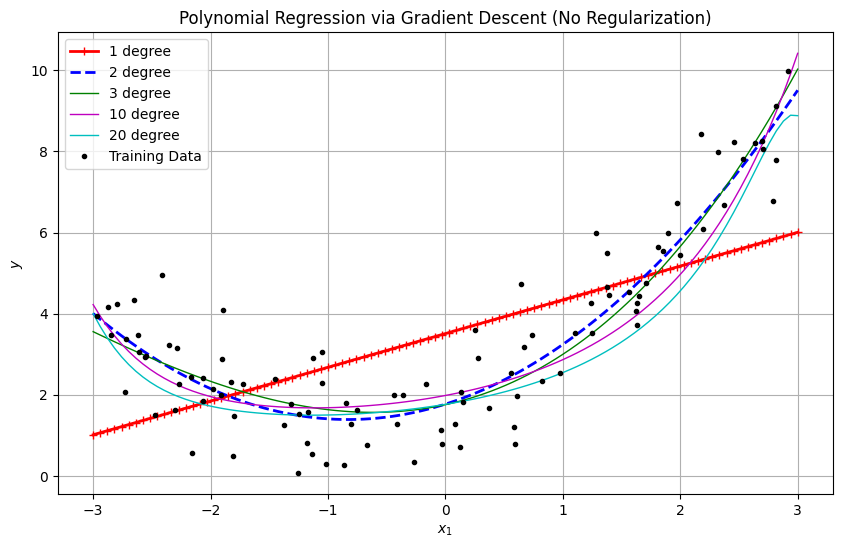 Polynomial Regression via Gradient Descent (No Regularization)
1 degree
2 degree
3 degree
10 degree
20 degree
Training Data
10
8
6
4
2
0
y
−3
−2
−1
0
1
2
3
x₁